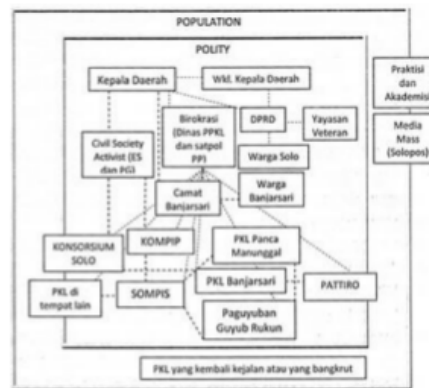 POPULATION
POLITY
Kepala Daerah
Wkl. Kepala Daerah
Praktisi
dan
Akademisi
Birokrasi
(Dinas PPKL
dan satpol
PP)
DPRD
Yayasan
Veteran
Media
Mass
(Solopos)
Civil Society
Activist (ES
dan PG)
Warga Solo
Camat
Banjarsari
Warga
Banjarsari
KONSORSIUM
SOLO
KOMPIP
PKL Panca
Manunggal
PKL di
tempat lain
SOMPIS
PKL Banjarsari
PATTIRO
Paguyuban
Guyub Rukun
PKL yang kembali kejalan atau yang bangkrut